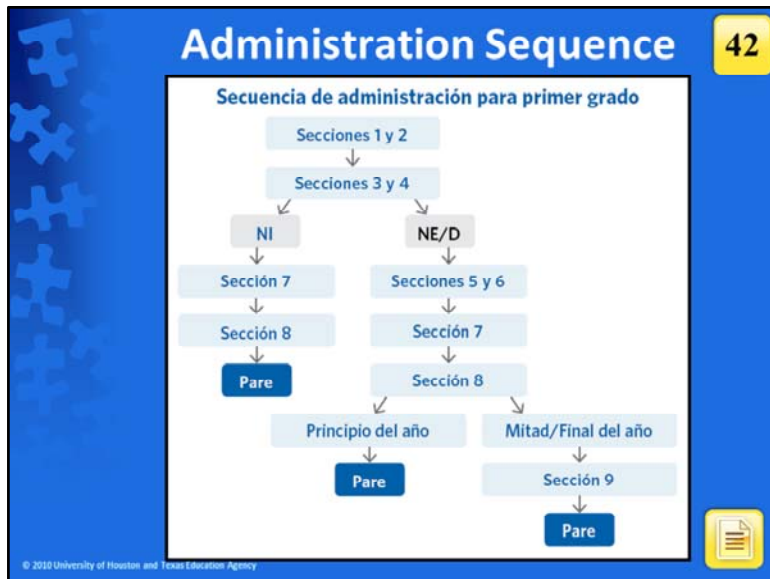 Administration Sequence
42
Secuencia de administración para primer grado
Secciones 1 y 2
Secciones 3 y 4
NI
NE/D
Sección 7
Secciones 5 y 6
Sección 8
Sección 7
Pare
Sección 8
Principio del año
Mitad/Final del año
Pare
Sección 9
Pare
© 2010 University of Houston and Texas Education Agency